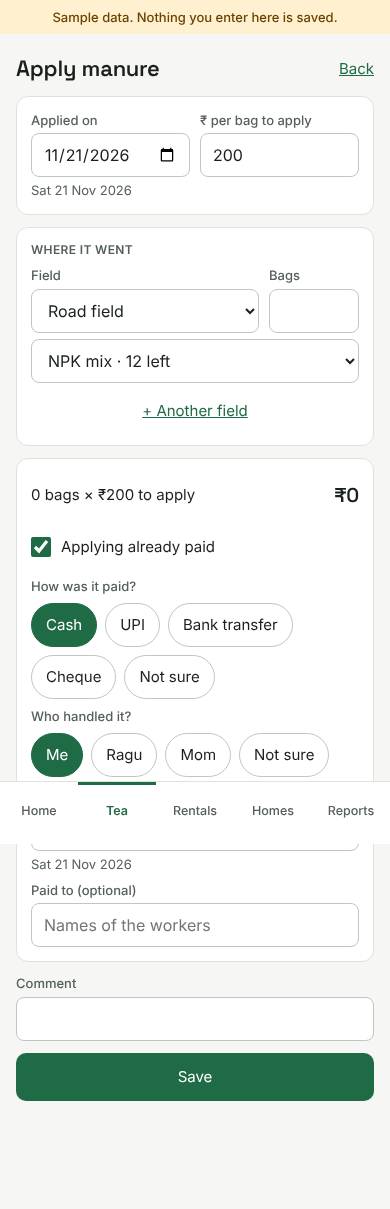 Sample data. Nothing you enter here is saved.
Apply manure
Back
Applied on
₹ per bag to apply
11/21/2026
200
Sat 21 Nov 2026
WHERE IT WENT
Field
Bags
Road field
NPK mix · 12 left
+ Another field
0 bags × ₹200 to apply
₹0
Applying already paid
How was it paid?
Cash
UPI
Bank transfer
Cheque
Not sure
Who handled it?
Me
Ragu
Mom
Not sure
Home
Tea
Rentals
Homes
Reports
Sat 21 Nov 2026
Paid to (optional)
Names of the workers
Comment
Save